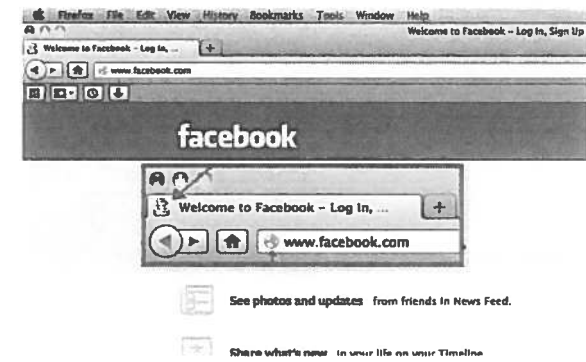 Firefox File Edit View History Bookmarks Tools Window Help
Welcome to Facebook – Log In, Sign Up
Welcome to Facebook – Log In, ...
+
www.facebook.com
facebook
Welcome to Facebook – Log In, ...
+
www.facebook.com
See photos and updates from friends in News Feed.
Share what's new in your life on your Timeline